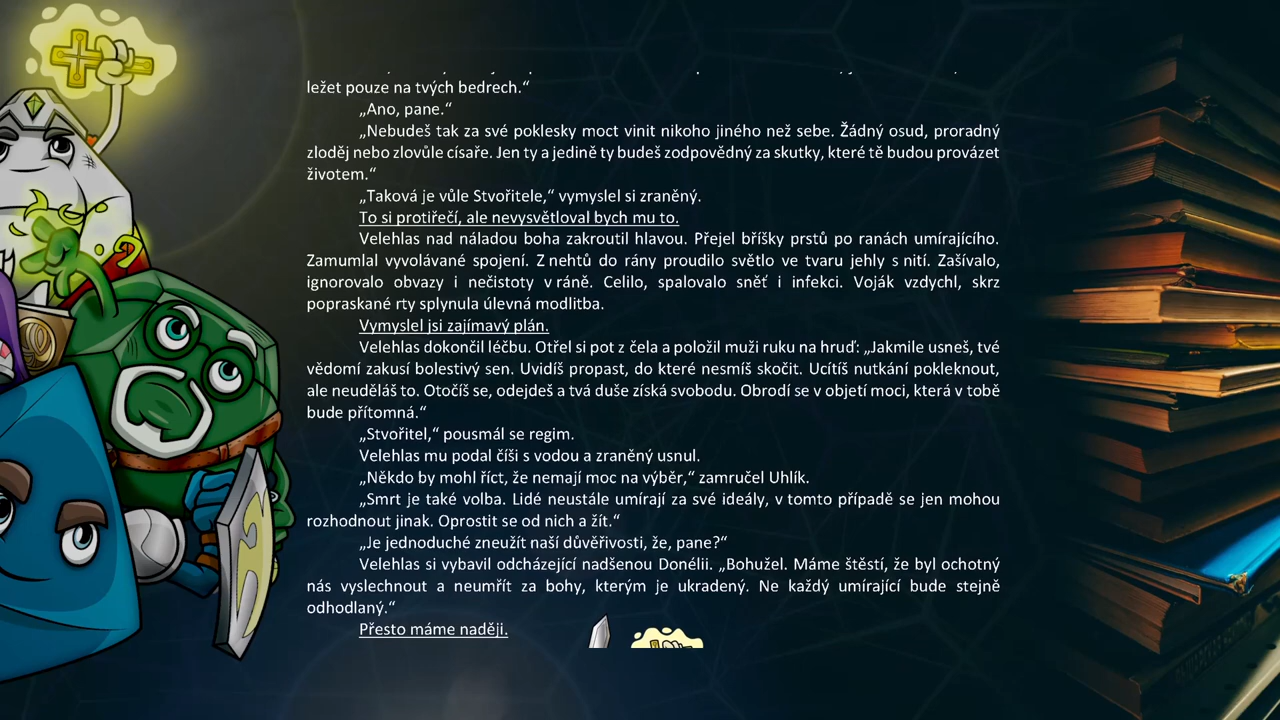 ležet pouze na tvých bedrech.“
„Ano, pane.“
„Nebudeš tak za své poklesky moct vinit nikoho jiného než sebe. Žádný osud, proradný
zloděj nebo zlovůle císaře. Jen ty a jedině ty budeš zodpovědný za skutky, které tě budou provázet
životem.“
„Taková je vůle Stvořitele,“ vymyslel si zraněný.
To si protiřečí, ale nevysvětloval bych mu to.
Velehlas nad náladou boha zakroutil hlavou. Přejel bříšky prstů po ranách umírajícího.
Zamumlal vyvolávané spojení. Z nehtů do rány proudilo světlo ve tvaru jehly s nití. Zašívalo,
ignorovalo obvazy i nečistoty v ráně. Celilo, spalovalo sněť i infekci. Voják vzdychl, skrz
popraskané rty splynula úlevná modlitba.
Vymyslel jsi zajímavý plán.
Velehlas dokončil léčbu. Otřel si pot z čela a položil muži ruku na hruď: „Jakmile usneš, tvé
vědomí zakusí bolestivý sen. Uvidíš propast, do které nesmíš skočit. Ucítíš nutkání pokleknout,
ale neuděláš to. Otočíš se, odejdeš a tvá duše získá svobodu. Obrodí se v objetí moci, která v tobě
bude přítomná.“
„Stvořitel,“ pousmál se regim.
Velehlas mu podal číši s vodou a zraněný usnul.
„Někdo by mohl říct, že nemají moc na výběr,“ zamručel Uhlík.
„Smrt je také volba. Lidé neustále umírají za své ideály, v tomto případě se jen mohou
rozhodnout jinak. Oprostit se od nich a žít.“
„Je jednoduché zneužít naší důvěřivosti, že, pane?“
Velehlas si vybavil odcházející nadšenou Donélii. „Bohužel. Máme štěstí, že byl ochotný
nás vyslechnout a neumřít za bohy, kterým je ukradený. Ne každý umírající bude stejně
odhodlaný.“
Přesto máme naději.